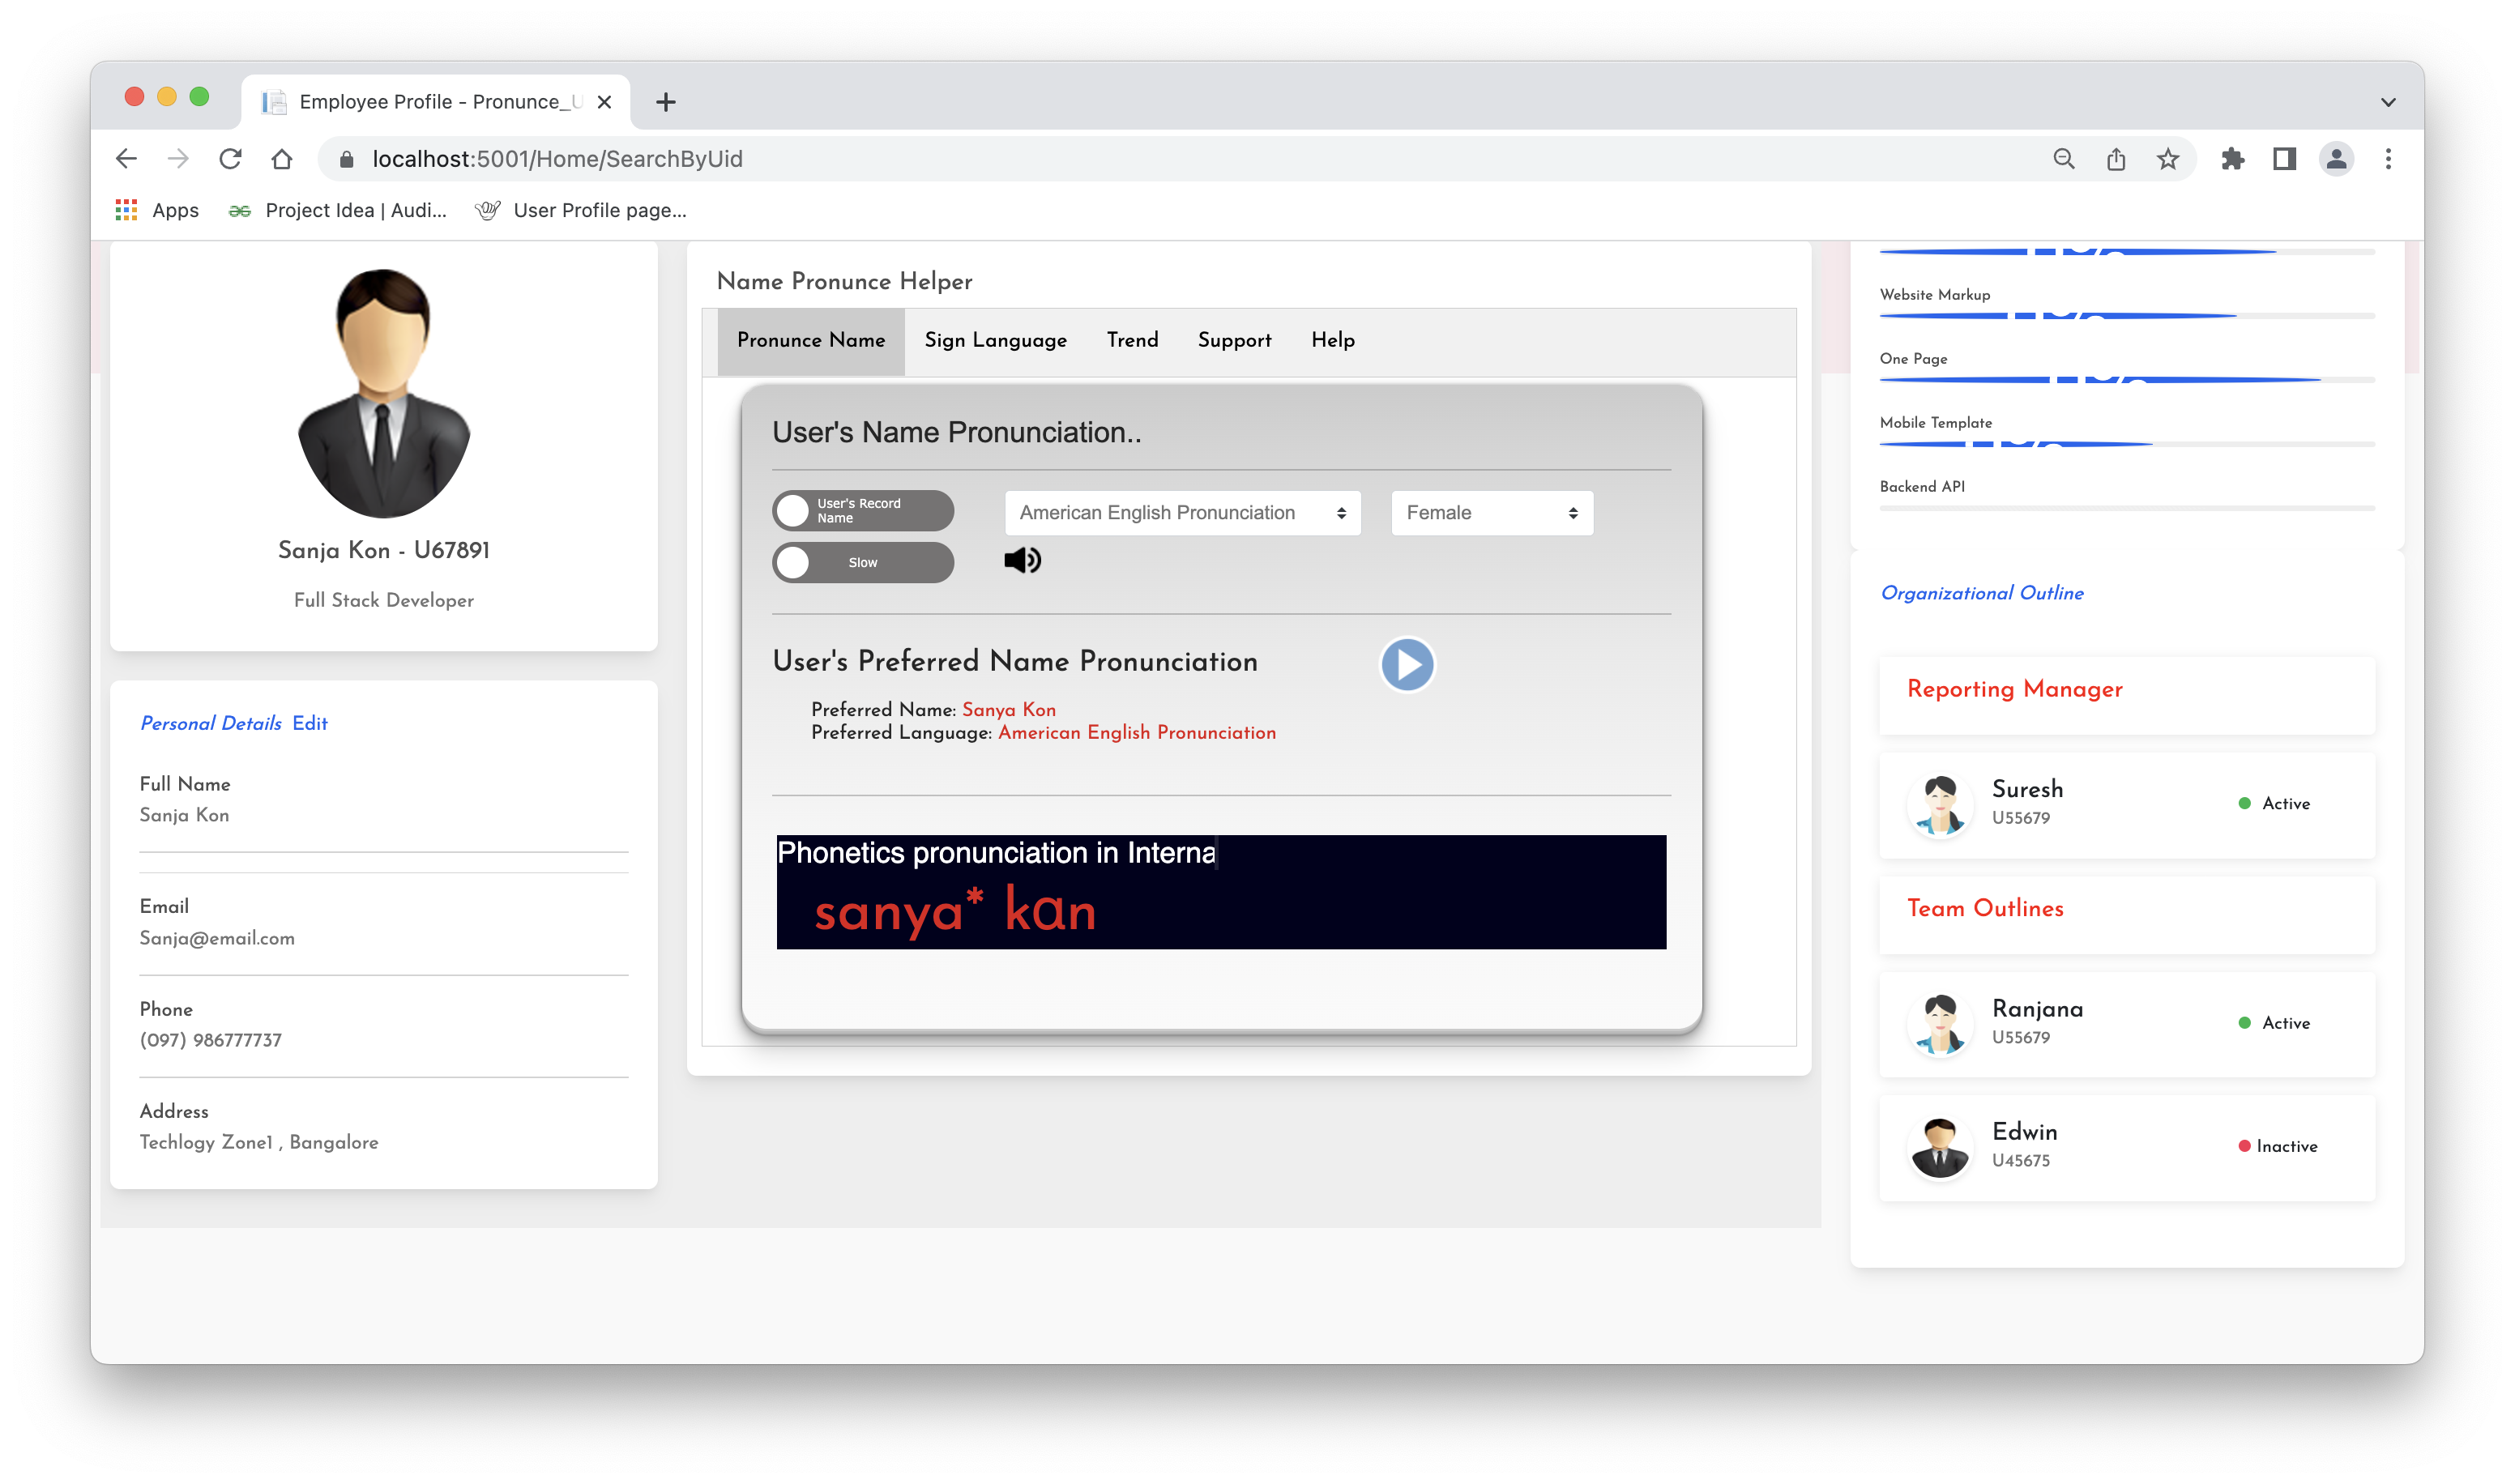 Employee Profile - Pronunce_U
localhost:5001/Home/SearchByUid
Apps
Project Idea | Audi...
User Profile page...
Sanja Kon - U67891
Full Stack Developer
Personal Details Edit
Full Name
Sanja Kon
Email
Sanja@email.com
Phone
(097) 986777737
Address
Techlogy Zone1 , Bangalore
Name Pronunce Helper
Pronunce Name
Sign Language
Trend
Support
Help
User's Name Pronunciation..
User's Record
Name
American English Pronunciation
Female
Slow
User's Preferred Name Pronunciation
Preferred Name: Sanya Kon
Preferred Language: American English Pronunciation
Phonetics pronunciation in Interna
sanya* kɑn
Website Markup
One Page
Mobile Template
Backend API
Organizational Outline
Reporting Manager
Suresh
U55679
Active
Team Outlines
Ranjana
U55679
Active
Edwin
U45675
Inactive